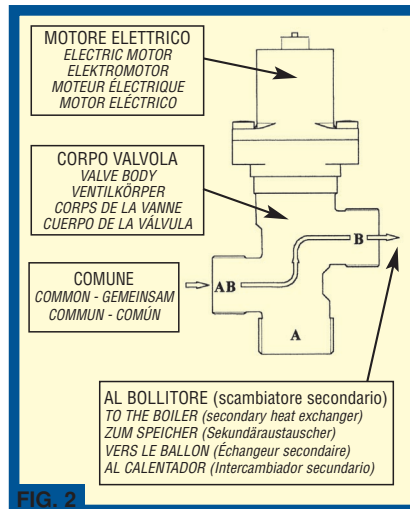 MOTORE ELETTRICO
ELECTRIC MOTOR
ELEKTROMOTOR
MOTEUR ÉLECTRIQUE
MOTOR ELÉCTRICO
CORPO VALVOLA
VALVE BODY
VENTILKÖRPER
CORPS DE LA VANNE
CUERPO DE LA VÁLVULA
B
COMUNE
COMMON - GEMEINSAM
COMMUN - COMÚN
AB
A
AL BOLLITORE (scambiatore secondario)
TO THE BOILER (secondary heat exchanger)
ZUM SPEICHER (Sekundäraustauscher)
VERS LE BALLON (Échangeur secondaire)
AL CALENTADOR (Intercambiador secundario)
FIG. 2